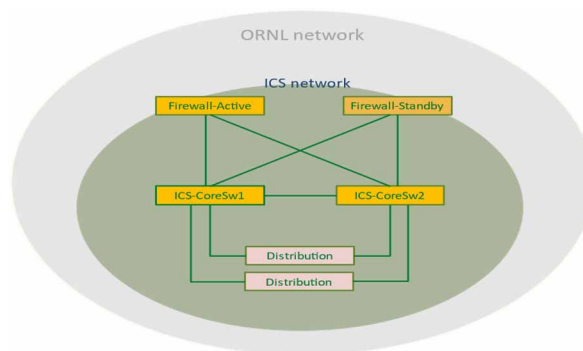 ORNL network
ICS network
Firewall-Active
Firewall-Standby
ICS-CoreSw1
ICS-CoreSw2
Distribution
Distribution